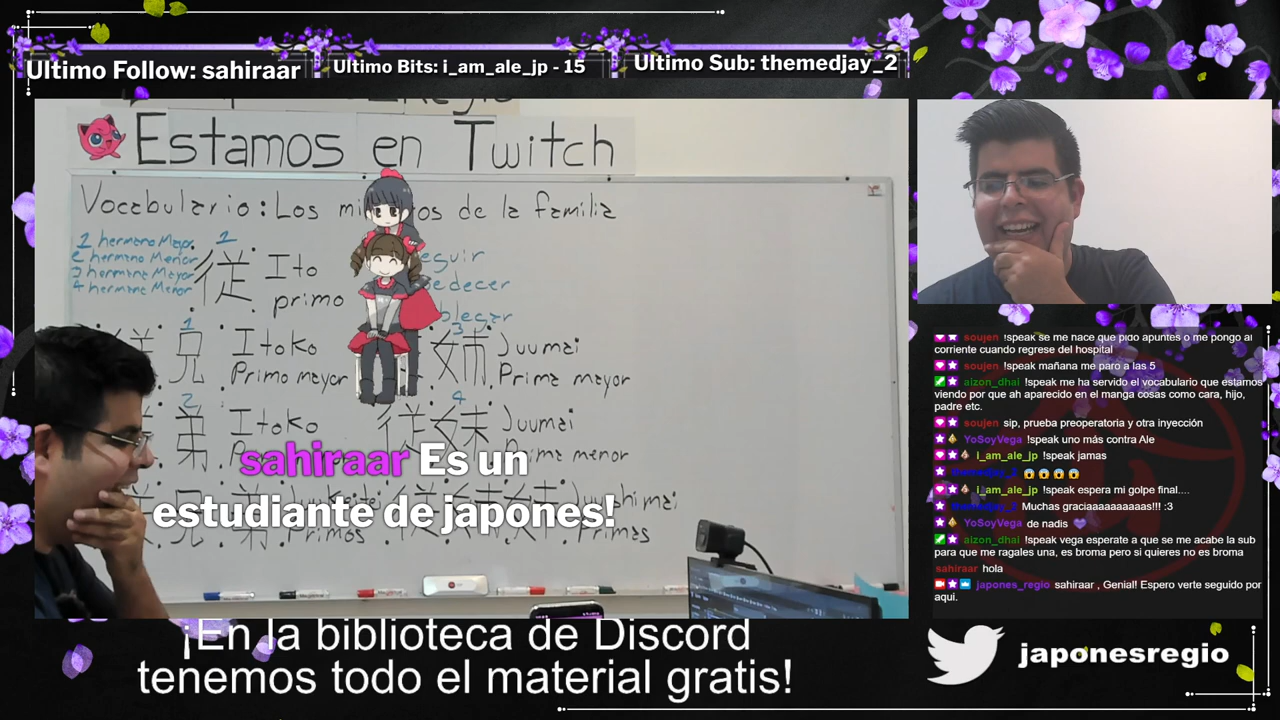 Ultimo Follow: sahiraar
Ultimo Bits: i_am_ale_jp - 15
Ultimo Sub: themedjay_2
Estamos en Twitch
Vocabulario: Los de la familia
1 hermano Mayor
2 hermano Menor
3 hermana Mayor
4 hermana Menor
1
従 Ito
primo
1
兄 Itoko
Primo mayor
3
姉 Juumai
Prima mayor
2
弟 Itoko
4
従妹 Juumai
menor
Primos
Primas
sahiraar Es un
estudiante de japones!
soujen !speak se me hace que pido apuntes o me pongo al
corriente cuando regrese del hospital
soujen !speak mañana me paro a las 5
aizon_dhai !speak me ha servido el vocabulario que estamos
viendo por que ah aparecido en el manga cosas como cara, hijo,
padre etc.
soujen sip, prueba preoperatoria y otra inyección
YoSoyVega !speak uno más contra Ale
i_am_ale_jp !speak jamas
i_am_ale_jp !speak espera mi golpe final....
Muchas graciaaaaaaaaaas!!! :3
YoSoyVega de nadis
aizon_dhai !speak vega esperate a que se me acabe la sub
para que me ragales una, es broma pero si quieres no es broma
sahiraar hola
japones_regio sahiraar , Genial! Espero verte seguido por
aqui.
¡En la biblioteca de Discord
tenemos todo el material gratis!
japonesregio